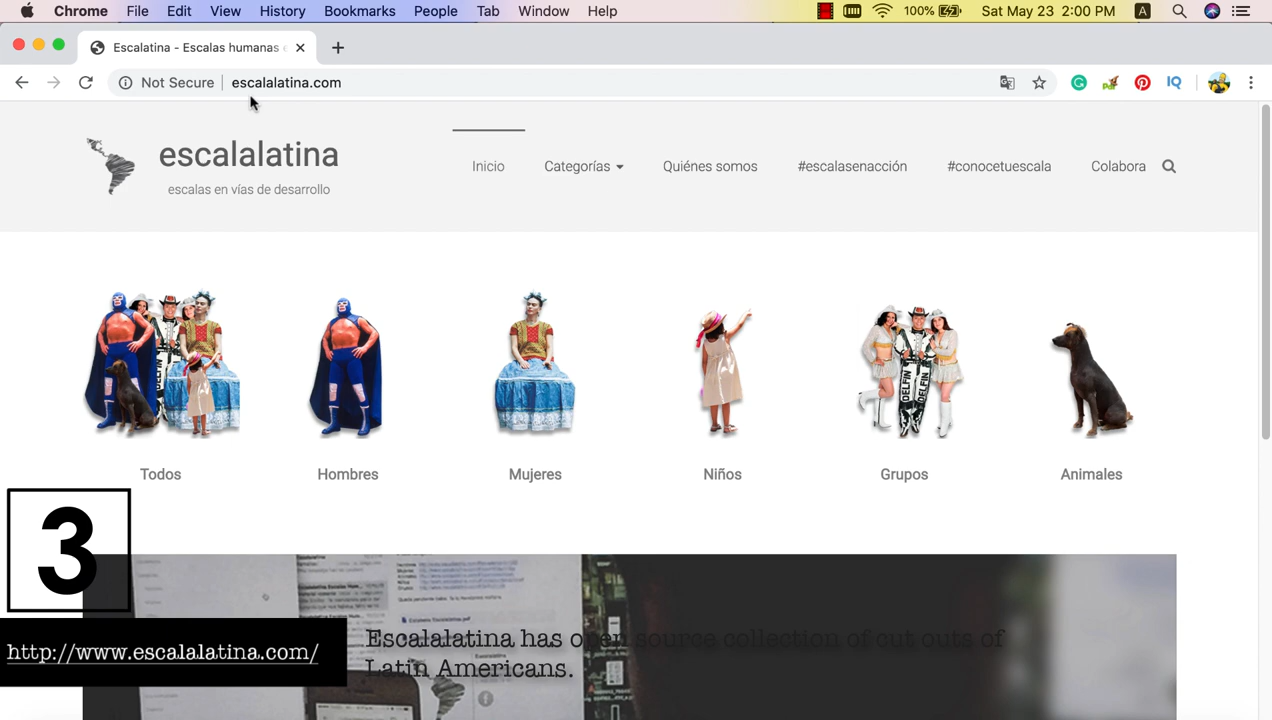 Chrome File Edit View History Bookmarks People Tab Window Help 100% Sat May 23 2:00 PM A
Escalatina - Escalas humanas
Not Secure escalalatina.com
escalalatina
escalas en vías de desarrollo
Inicio Categorías Quiénes somos #escalasenacción #conocetuescala Colabora
DELFIN DELFIN DELFIN
Todos Hombres Mujeres Niños Grupos Animales
3
http://www.escalalatina.com/
Escalalatina has open source collection of cut outs of
Latin Americans.